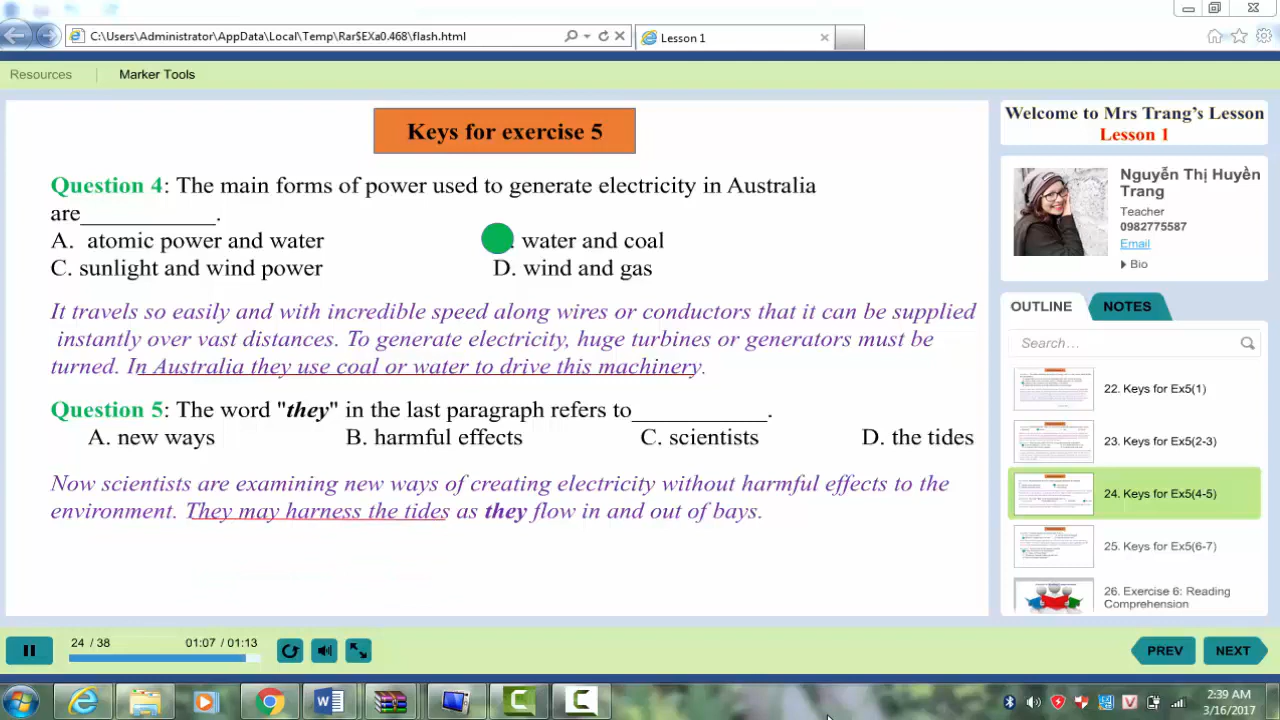 C:\Users\Administrator\AppData\Local\Temp\Rar$EXa0.468\flash.html
Lesson 1
Resources
Marker Tools
Keys for exercise 5
Question 4: The main forms of power used to generate electricity in Australia
are___________.
A. atomic power and water
. water and coal
C. sunlight and wind power
D. wind and gas
It travels so easily and with incredible speed along wires or conductors that it can be supplied
instantly over vast distances. To generate electricity, huge turbines or generators must be
turned. In Australia they use coal or water to drive this machinery.
Question 5: The word "they" in the last paragraph refers to___________.
A. new ways
B. harmful effects
C. scientists
D. the tides
Now scientists are examining new ways of creating electricity without harmful effects to the
environment. They may harness the tides as they flow in and out of bays.
Welcome to Mrs Trang's Lesson
Lesson 1
Nguyễn Thị Huyền
Trang
Teacher
0982775587
Email
Bio
OUTLINE
NOTES
Search...
22. Keys for Ex5(1)
23. Keys for Ex5(2-3)
24. Keys for Ex5(4-5)
25. Keys for Ex5(6-7)
26. Exercise 6: Reading
Comprehension
24 / 38
01:07 / 01:13
PREV
NEXT
2:39 AM
3/16/2017